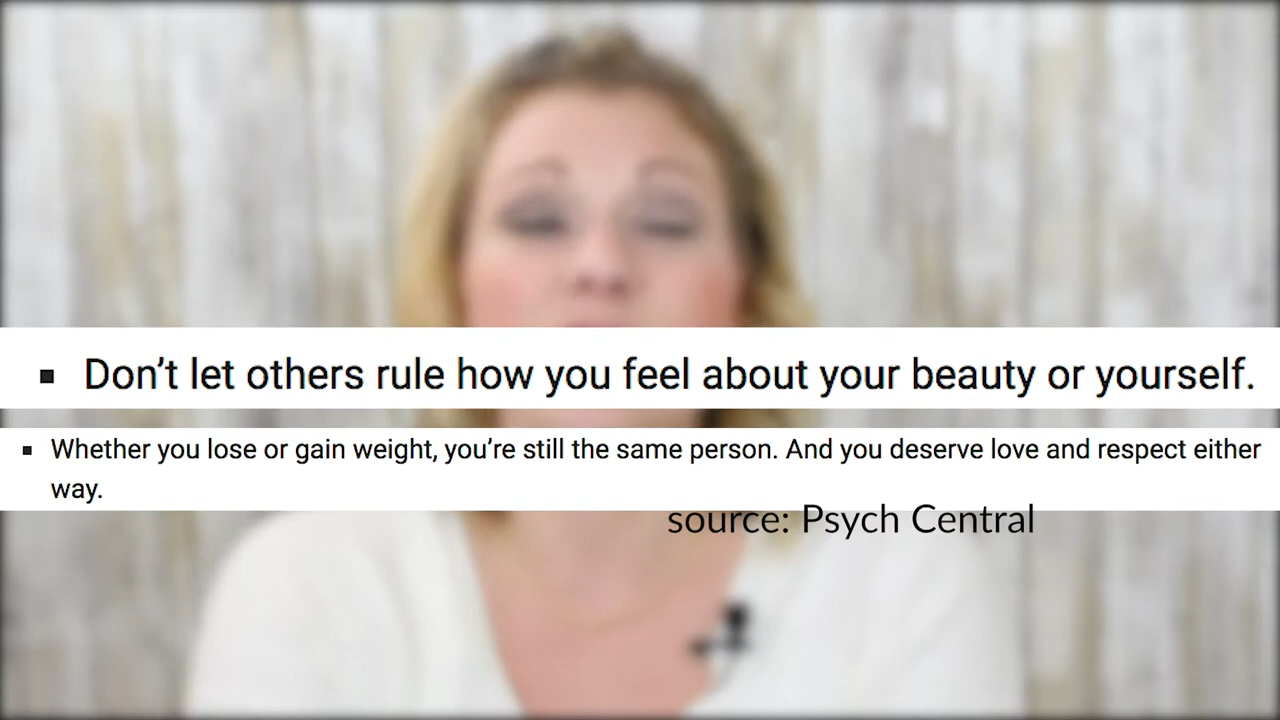 ▪ Don’t let others rule how you feel about your beauty or yourself.
▪ Whether you lose or gain weight, you’re still the same person. And you deserve love and respect either
way.
source: Psych Central